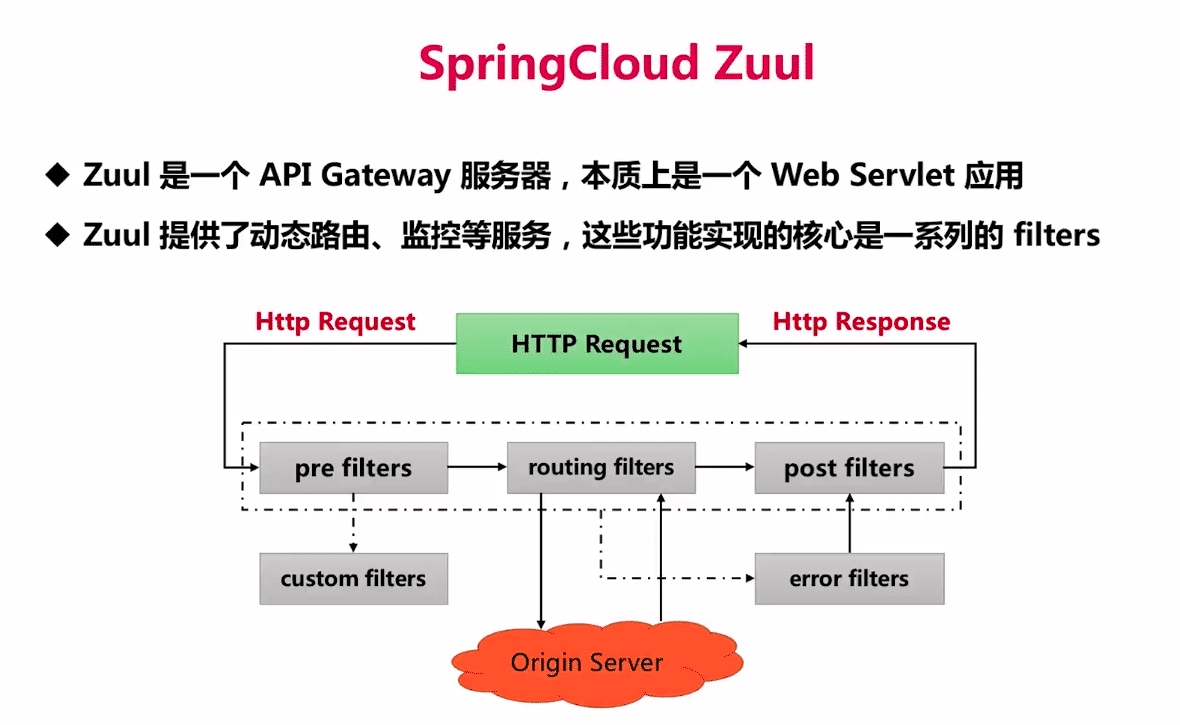 SpringCloud Zuul
◆ Zuul 是一个 API Gateway 服务器，本质上是一个 Web Servlet 应用
◆ Zuul 提供了动态路由、监控等服务，这些功能实现的核心是一系列的 filters
Http Request
HTTP Request
Http Response
pre filters
routing filters
post filters
custom filters
error filters
Origin Server